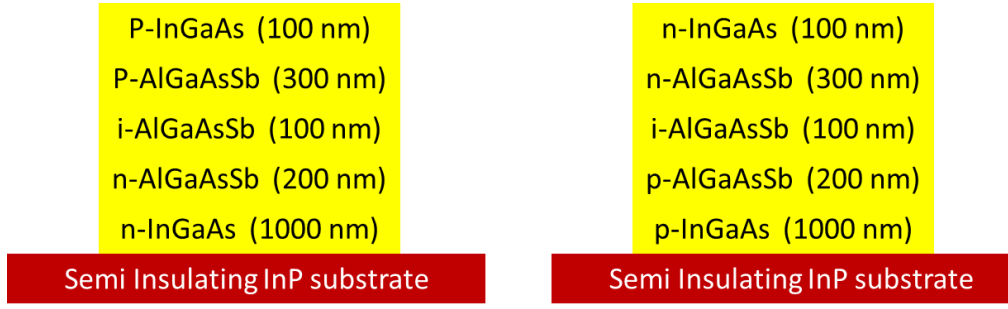 P-InGaAs (100 nm)
P-AlGaAsSb (300 nm)
i-AlGaAsSb (100 nm)
n-AlGaAsSb (200 nm)
n-InGaAs (1000 nm)
Semi Insulating InP substrate
n-InGaAs (100 nm)
n-AlGaAsSb (300 nm)
i-AlGaAsSb (100 nm)
p-AlGaAsSb (200 nm)
p-InGaAs (1000 nm)
Semi Insulating InP substrate